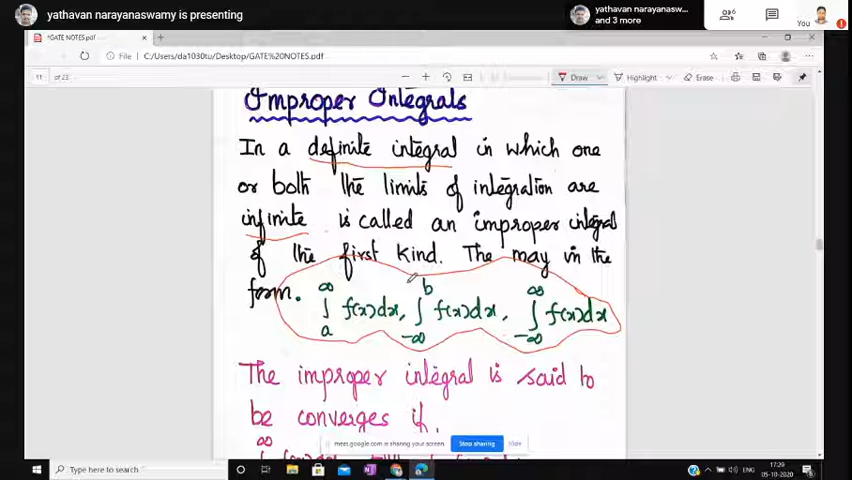 yathavan narayanaswamy is presenting
yathavan narayanasw...
and 3 more
6
You
*GATE NOTES.pdf
File
C:/Users/da1030tu/Desktop/GATE%20NOTES.pdf
11 of 23
Draw
Highlight
Erase
Improper Integrals
In a definite integral in which one
or both the limits of integration are
infinite is called an improper integral
of the first kind. The may in the
form. ∫ₐ^∞ f(x)dx, ∫_{-∞}^b f(x)dx, ∫_{-∞}^∞ f(x)dx
The improper integral is said to
be converges if.
∞
meet.google.com is sharing your screen.
Stop sharing
Hide
Type here to search
ENG
17:29
05-10-2020